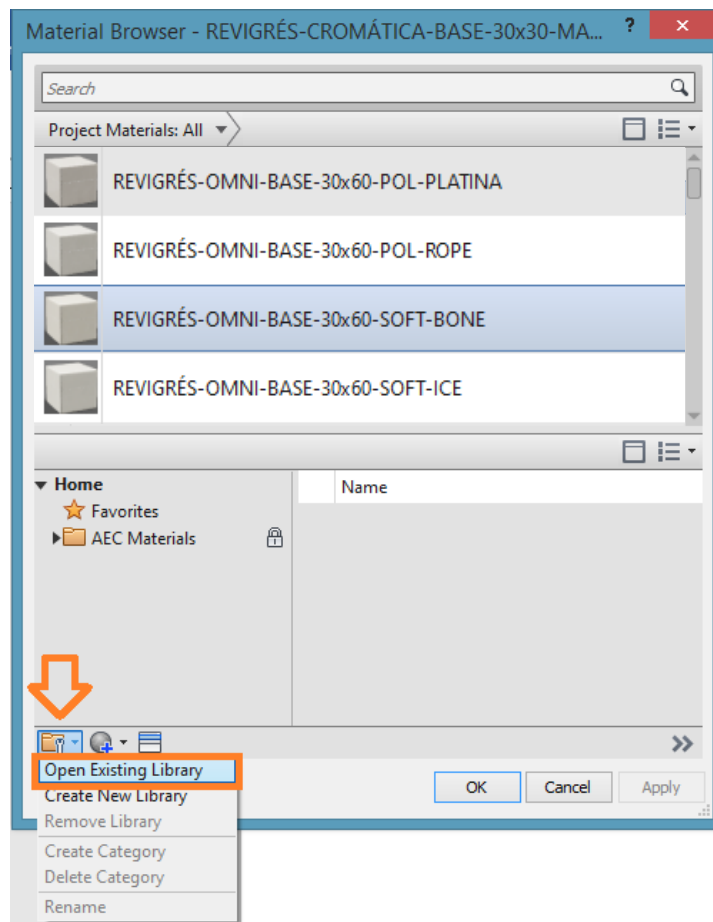 Material Browser - REVIGRÉS-CROMÁTICA-BASE-30x30-MA...
?
Search
Project Materials: All
REVIGRÉS-OMNI-BASE-30x60-POL-PLATINA
REVIGRÉS-OMNI-BASE-30x60-POL-ROPE
REVIGRÉS-OMNI-BASE-30x60-SOFT-BONE
REVIGRÉS-OMNI-BASE-30x60-SOFT-ICE
Home
Name
Favorites
AEC Materials
Open Existing Library
Create New Library
OK Cancel Apply
Remove Library
Create Category
Delete Category
Rename